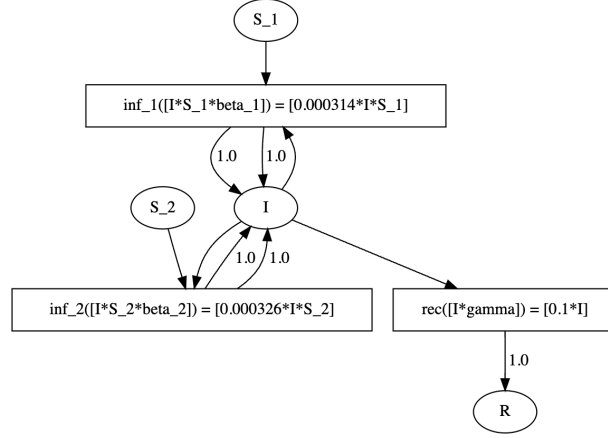 S_1
inf_1([I*S_1*beta_1]) = [0.000314*I*S_1]
1.0
1.0
S_2
I
1.0
1.0
inf_2([I*S_2*beta_2]) = [0.000326*I*S_2]
rec([I*gamma]) = [0.1*I]
1.0
R